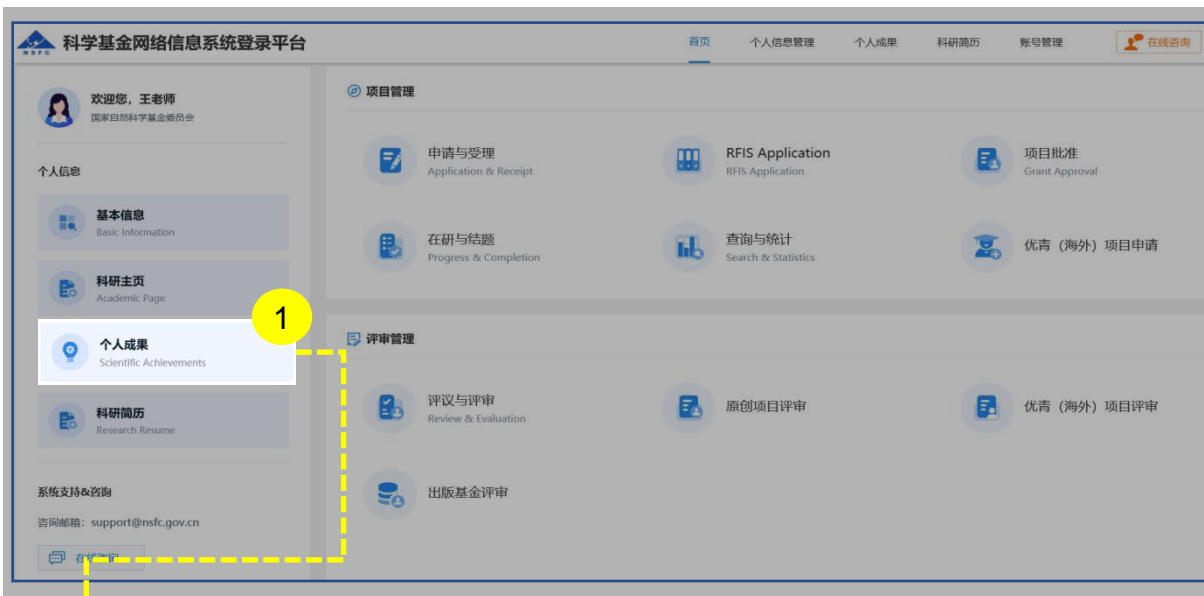 NSFC
科学基金网络信息系统登录平台
首页
个人信息管理
个人成果
科研简历
账号管理
在线咨询
欢迎您，王老师
国家自然科学基金委员会
个人信息
基本信息
Basic Information
科研主页
Academic Page
1
个人成果
Scientific Achievements
科研简历
Research Resume
系统支持&咨询
咨询邮箱：support@nsfc.gov.cn
在线咨询
项目管理
申请与受理
Application & Receipt
RFIS Application
RFIS Application
项目批准
Grant Approval
在研与结题
Progress & Completion
查询与统计
Search & Statistics
优青（海外）项目申请
评审管理
评议与评审
Review & Evaluation
原创项目评审
优青（海外）项目评审
出版基金评审